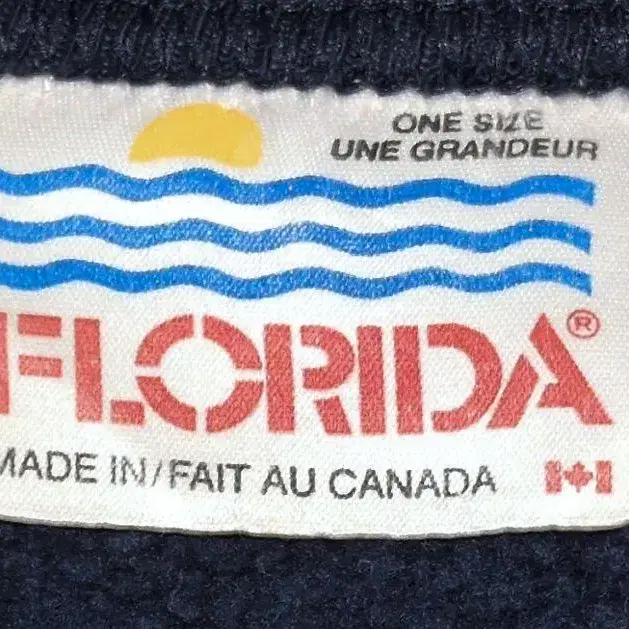 ONE SIZE
UNE GRANDEUR
FLORIDA®
MADE IN/FAIT AU CANADA